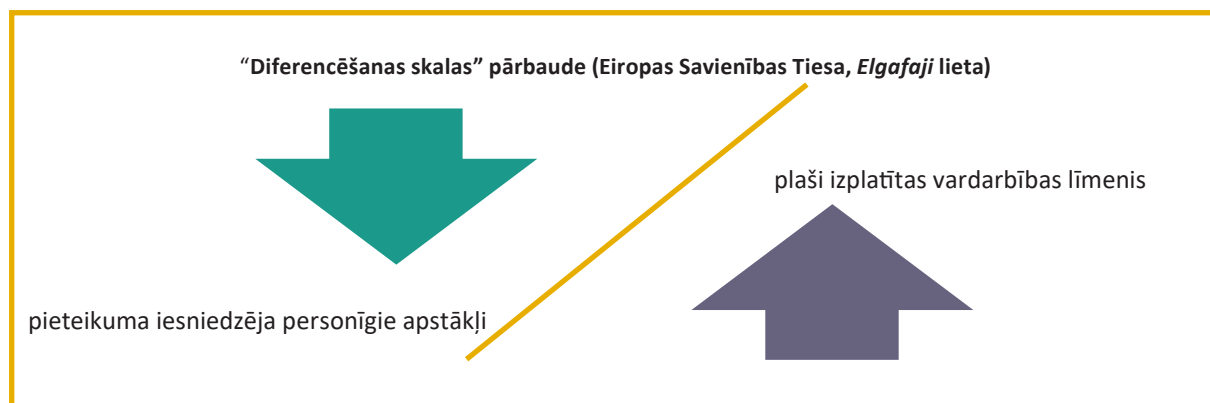 “Diferencēšanas skalas” pārbaude (Eiropas Savienības Tiesa, Elgafaji lieta)
plaši izplatītas vardarbības līmenis
pieteikuma iesniedzēja personīgie apstākļi